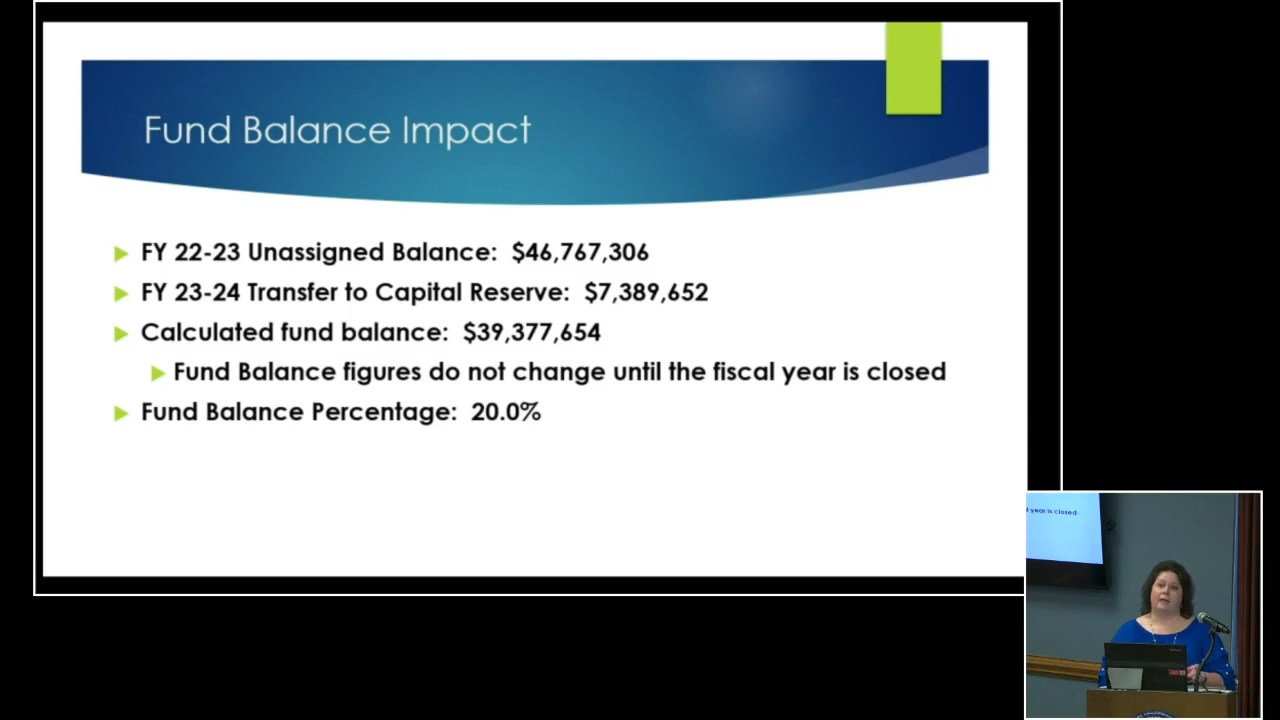 Fund Balance Impact
FY 22-23 Unassigned Balance: $46,767,306
FY 23-24 Transfer to Capital Reserve: $7,389,652
Calculated fund balance: $39,377,654
Fund Balance figures do not change until the fiscal year is closed
Fund Balance Percentage: 20.0%
year is closed